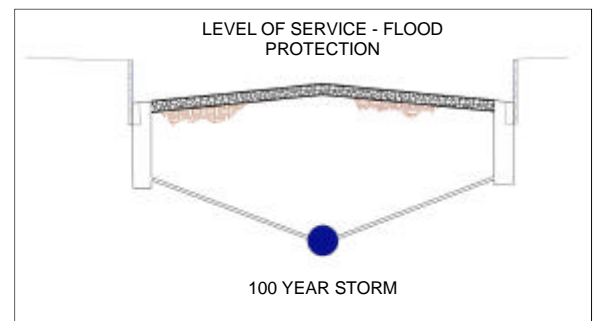 LEVEL OF SERVICE - FLOOD
PROTECTION
100 YEAR STORM